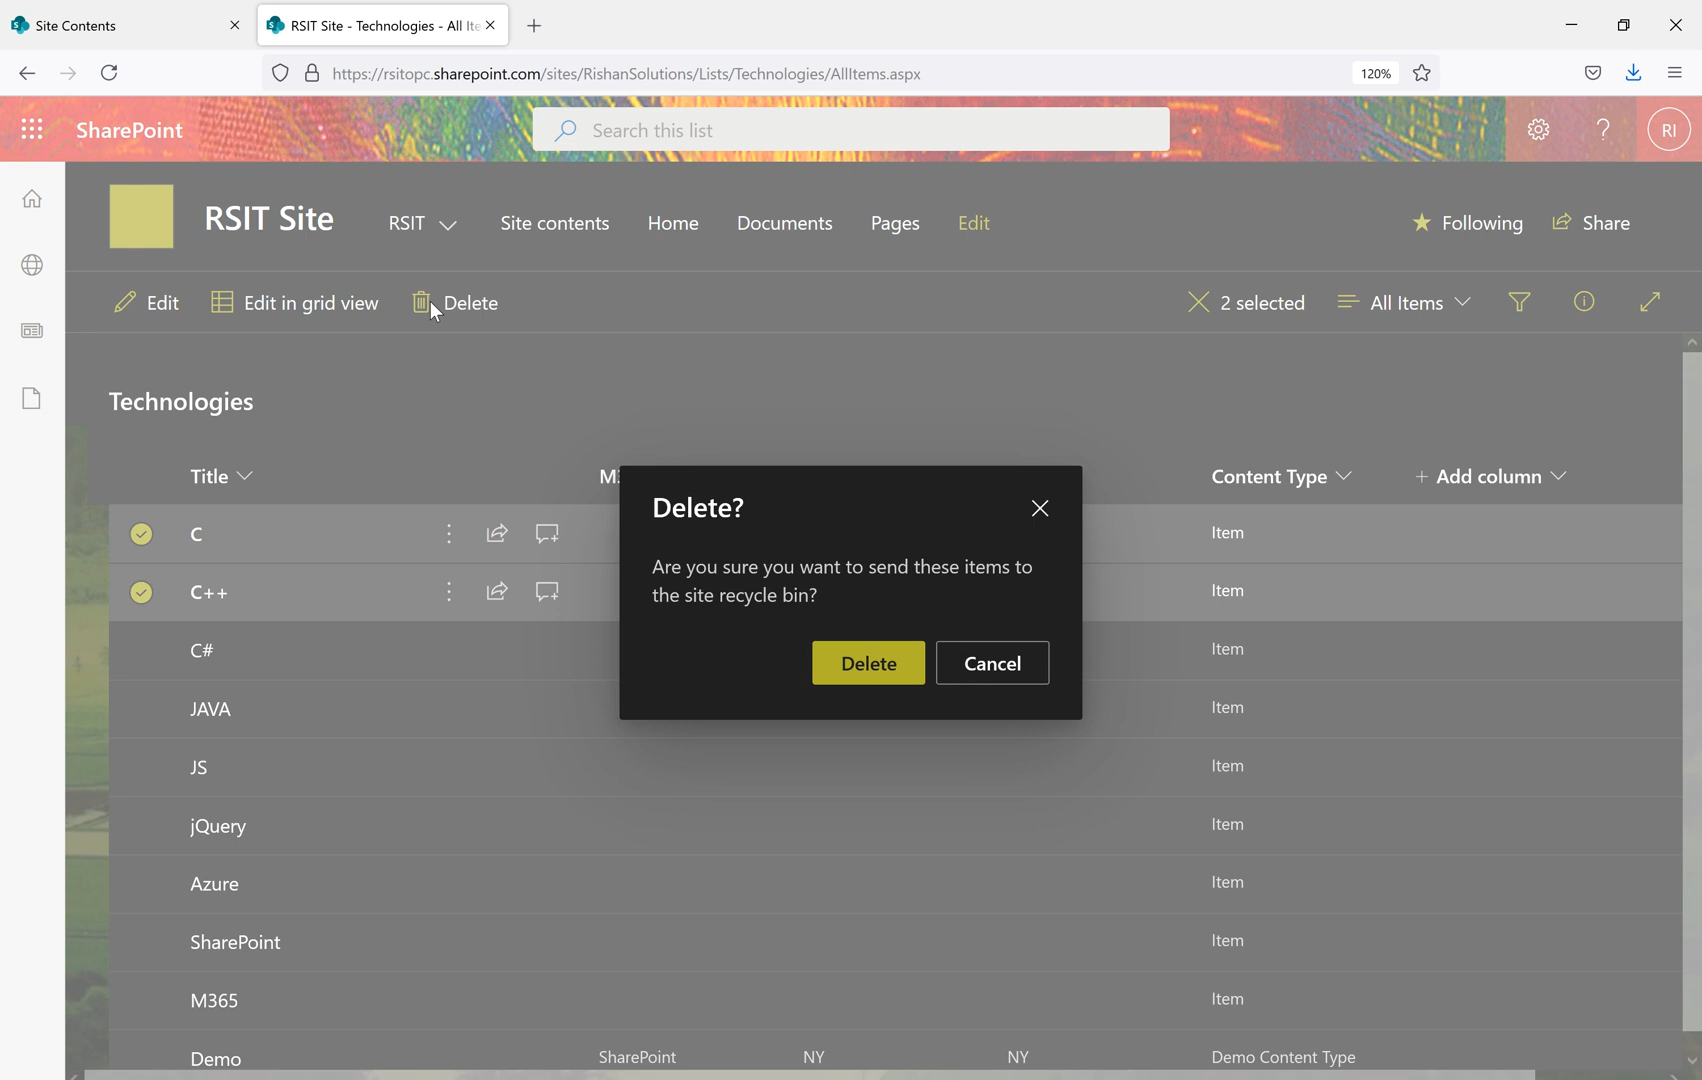 Site Contents
RSIT Site - Technologies - All Ite
https://rsitopc.sharepoint.com/sites/RishanSolutions/Lists/Technologies/AllItems.aspx
120%
SharePoint
Search this list
?
RI
RSIT Site
RSIT
Site contents
Home
Documents
Pages
Edit
Following
Share
Edit
Edit in grid view
Delete
2 selected
All Items
Technologies
Title
Content Type
+ Add column
C
Item
C++
Item
C#
Item
JAVA
Item
JS
Item
jQuery
Item
Azure
Item
SharePoint
Item
M365
Item
Demo
SharePoint
NY
NY
Demo Content Type
Delete?
Are you sure you want to send these items to
the site recycle bin?
Delete
Cancel